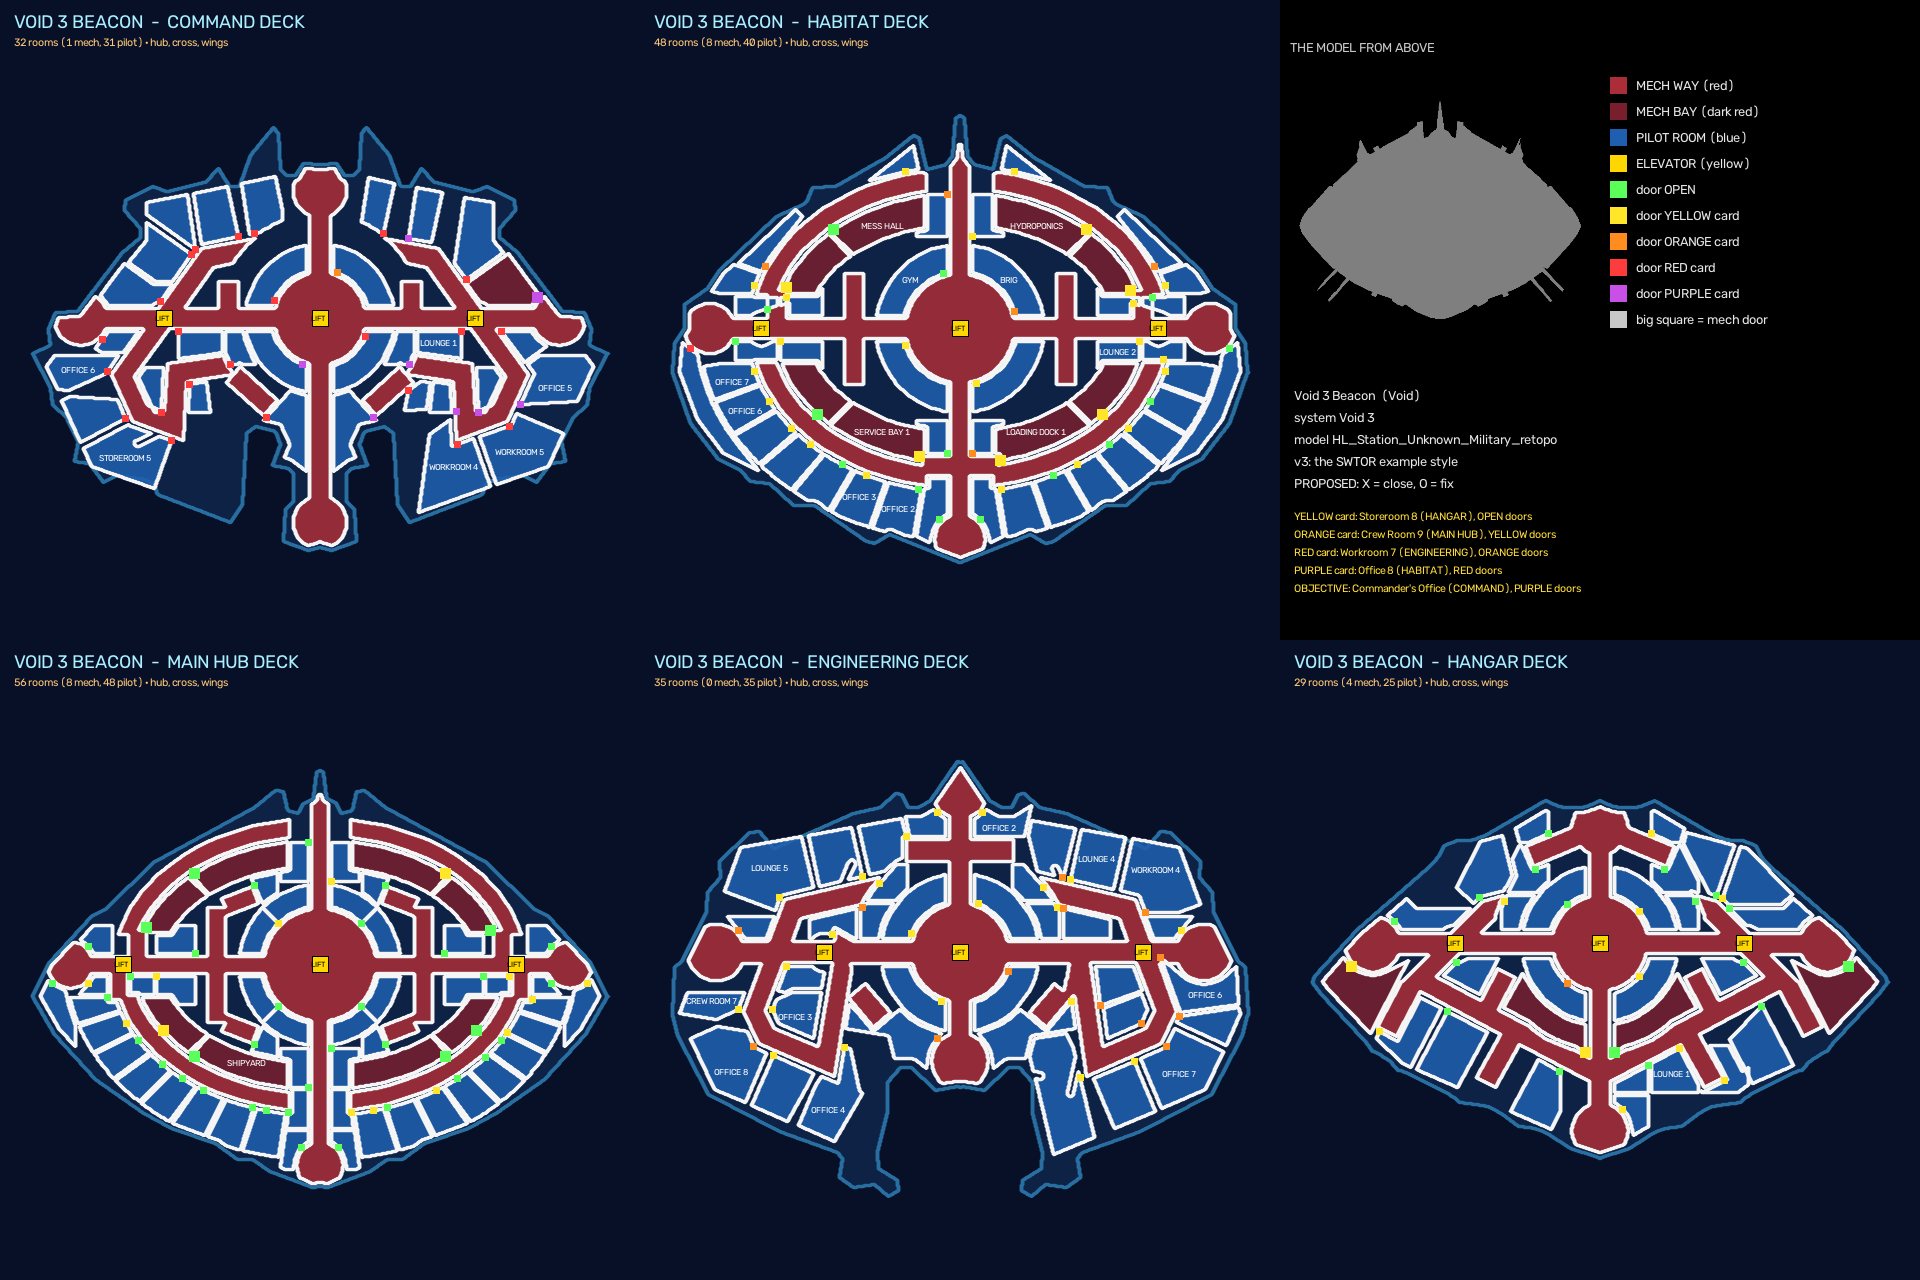 VOID 3 BEACON - COMMAND DECK
32 rooms (1 mech, 31 pilot) • hub, cross, wings
LIFT
LIFT
LIFT
LOUNGE 1
OFFICE 6
OFFICE 5
STOREROOM 5
WORKROOM 4
WORKROOM 5
VOID 3 BEACON - HABITAT DECK
48 rooms (8 mech, 40 pilot) • hub, cross, wings
MESS HALL
HYDROPONICS
GYM
BRIG
LIFT
LIFT
LIFT
LOUNGE 2
OFFICE 7
OFFICE 6
SERVICE BAY 1
LOADING DOCK 1
OFFICE 3
OFFICE 2
THE MODEL FROM ABOVE
MECH WAY (red)
MECH BAY (dark red)
PILOT ROOM (blue)
ELEVATOR (yellow)
door OPEN
door YELLOW card
door ORANGE card
door RED card
door PURPLE card
big square = mech door
Void 3 Beacon (Void)
system Void 3
model HL_Station_Unknown_Military_retopo
v3: the SWTOR example style
PROPOSED: X = close, O = fix
YELLOW card: Storeroom 8 (HANGAR), OPEN doors
ORANGE card: Crew Room 9 (MAIN HUB), YELLOW doors
RED card: Workroom 7 (ENGINEERING), ORANGE doors
PURPLE card: Office 8 (HABITAT), RED doors
OBJECTIVE: Commander's Office (COMMAND), PURPLE doors
VOID 3 BEACON - MAIN HUB DECK
56 rooms (8 mech, 48 pilot) • hub, cross, wings
LIFT
LIFT
LIFT
SHIPYARD
VOID 3 BEACON - ENGINEERING DECK
35 rooms (0 mech, 35 pilot) • hub, cross, wings
OFFICE 2
LOUNGE 5
LOUNGE 4
WORKROOM 4
LIFT
LIFT
LIFT
CREW ROOM 7
OFFICE 6
OFFICE 3
OFFICE 8
OFFICE 7
OFFICE 4
VOID 3 BEACON - HANGAR DECK
29 rooms (4 mech, 25 pilot) • hub, cross, wings
LIFT
LIFT
LIFT
LOUNGE 1